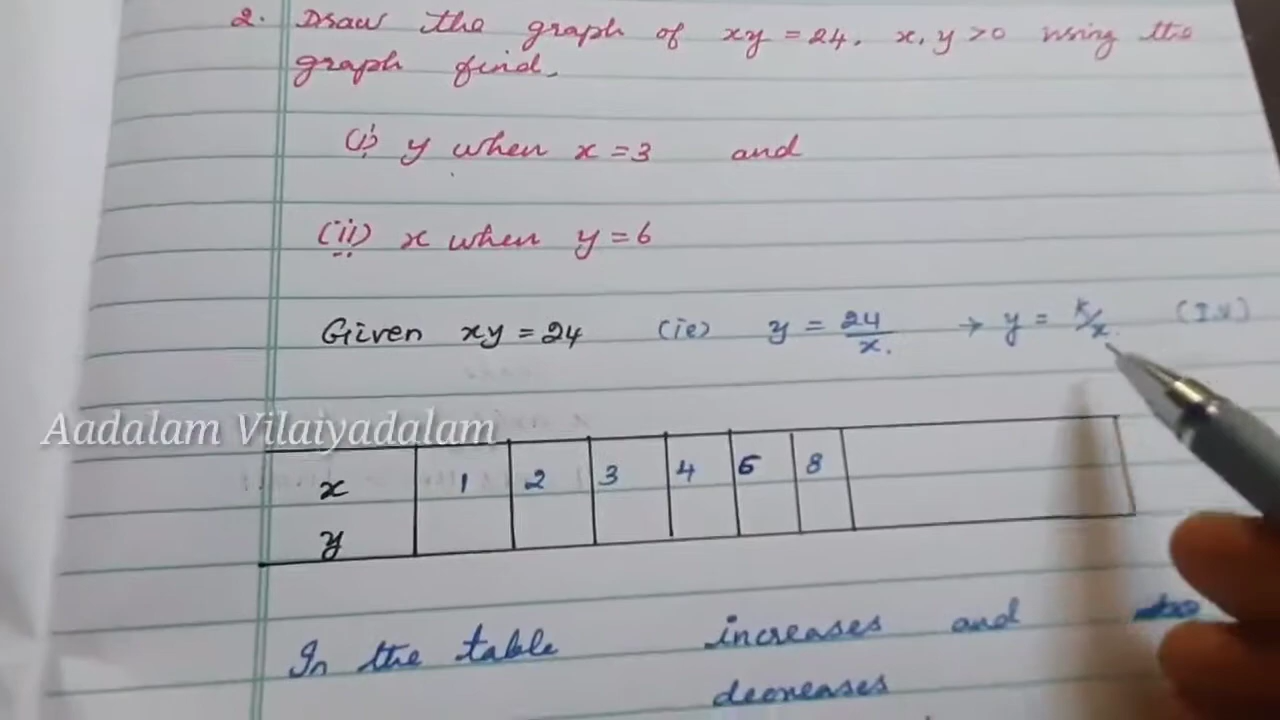 2. Draw the graph of xy = 24, x, y > 0 using the
graph find,
(i) y when x = 3 and
(ii) x when y = 6
Given xy = 24 (ie) y = 24/x. → y = k/x. (I.V)
Aadalam Vilaiyadalam
x 1 2 3 4 6 8
y
In the table increases and
decreases